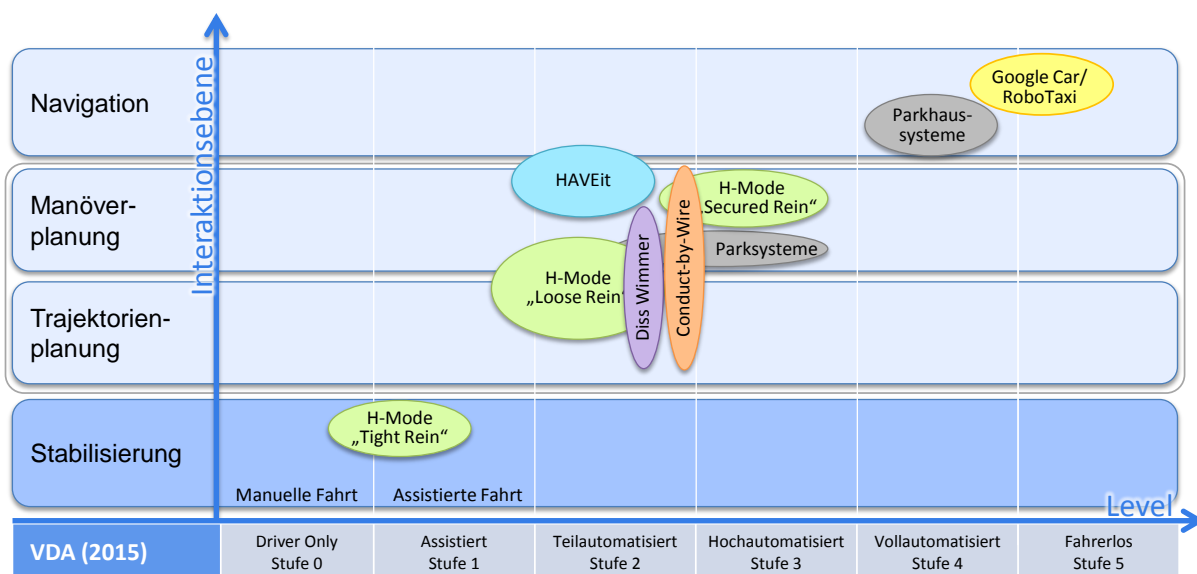 Interaktionsebene
Navigation
Google Car/
RoboTaxi
Parkhaus-
systeme
HAVEit
Manöver-
planung
H-Mode
„Secured Rein“
Parksysteme
H-Mode
„Loose Rein“
Diss Wimmer
Conduct-by-Wire
Trajektorien-
planung
H-Mode
„Tight Rein“
Stabilisierung
Manuelle Fahrt
Assistierte Fahrt
Level
VDA (2015)
Driver Only
Stufe 0
Assistiert
Stufe 1
Teilautomatisiert
Stufe 2
Hochautomatisiert
Stufe 3
Vollautomatisiert
Stufe 4
Fahrerlos
Stufe 5